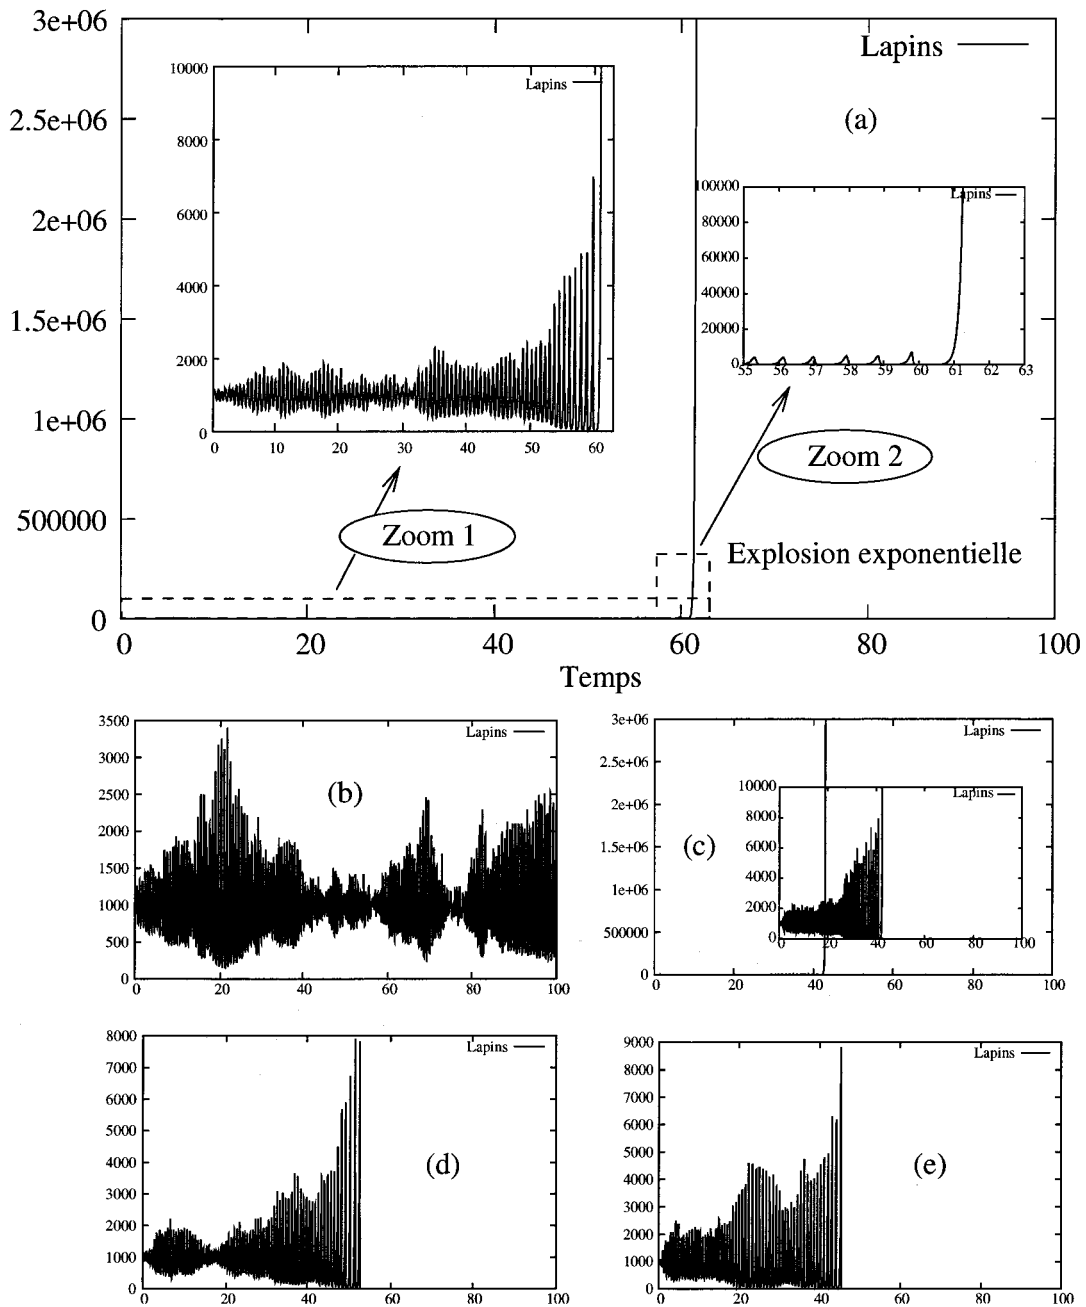 3e+06
Lapins
2.5e+06
(a)
2e+06
1.5e+06
1e+06
500000
0
0 20 40 60 80 100
Temps
10000
Lapins
8000
6000
4000
2000
0
0 10 20 30 40 50 60
100000
Lapins
80000
60000
40000
20000
0
55 56 57 58 59 60 61 62 63
Zoom 1
Zoom 2
Explosion exponentielle
3500
Lapins
3000
2500
(b)
2000
1500
1000
500
0
0 20 40 60 80 100
3e+06
Lapins
2.5e+06
2e+06
(c)
1.5e+06
1e+06
500000
0
0 20 40 60 80 100
10000
Lapins
8000
6000
4000
2000
0
0 20 40 60 80 100
8000
Lapins
7000
6000
5000
4000
(d)
3000
2000
1000
0
0 20 40 60 80 100
9000
Lapins
8000
7000
6000
5000
4000
(e)
3000
2000
1000
0
0 20 40 60 80 100